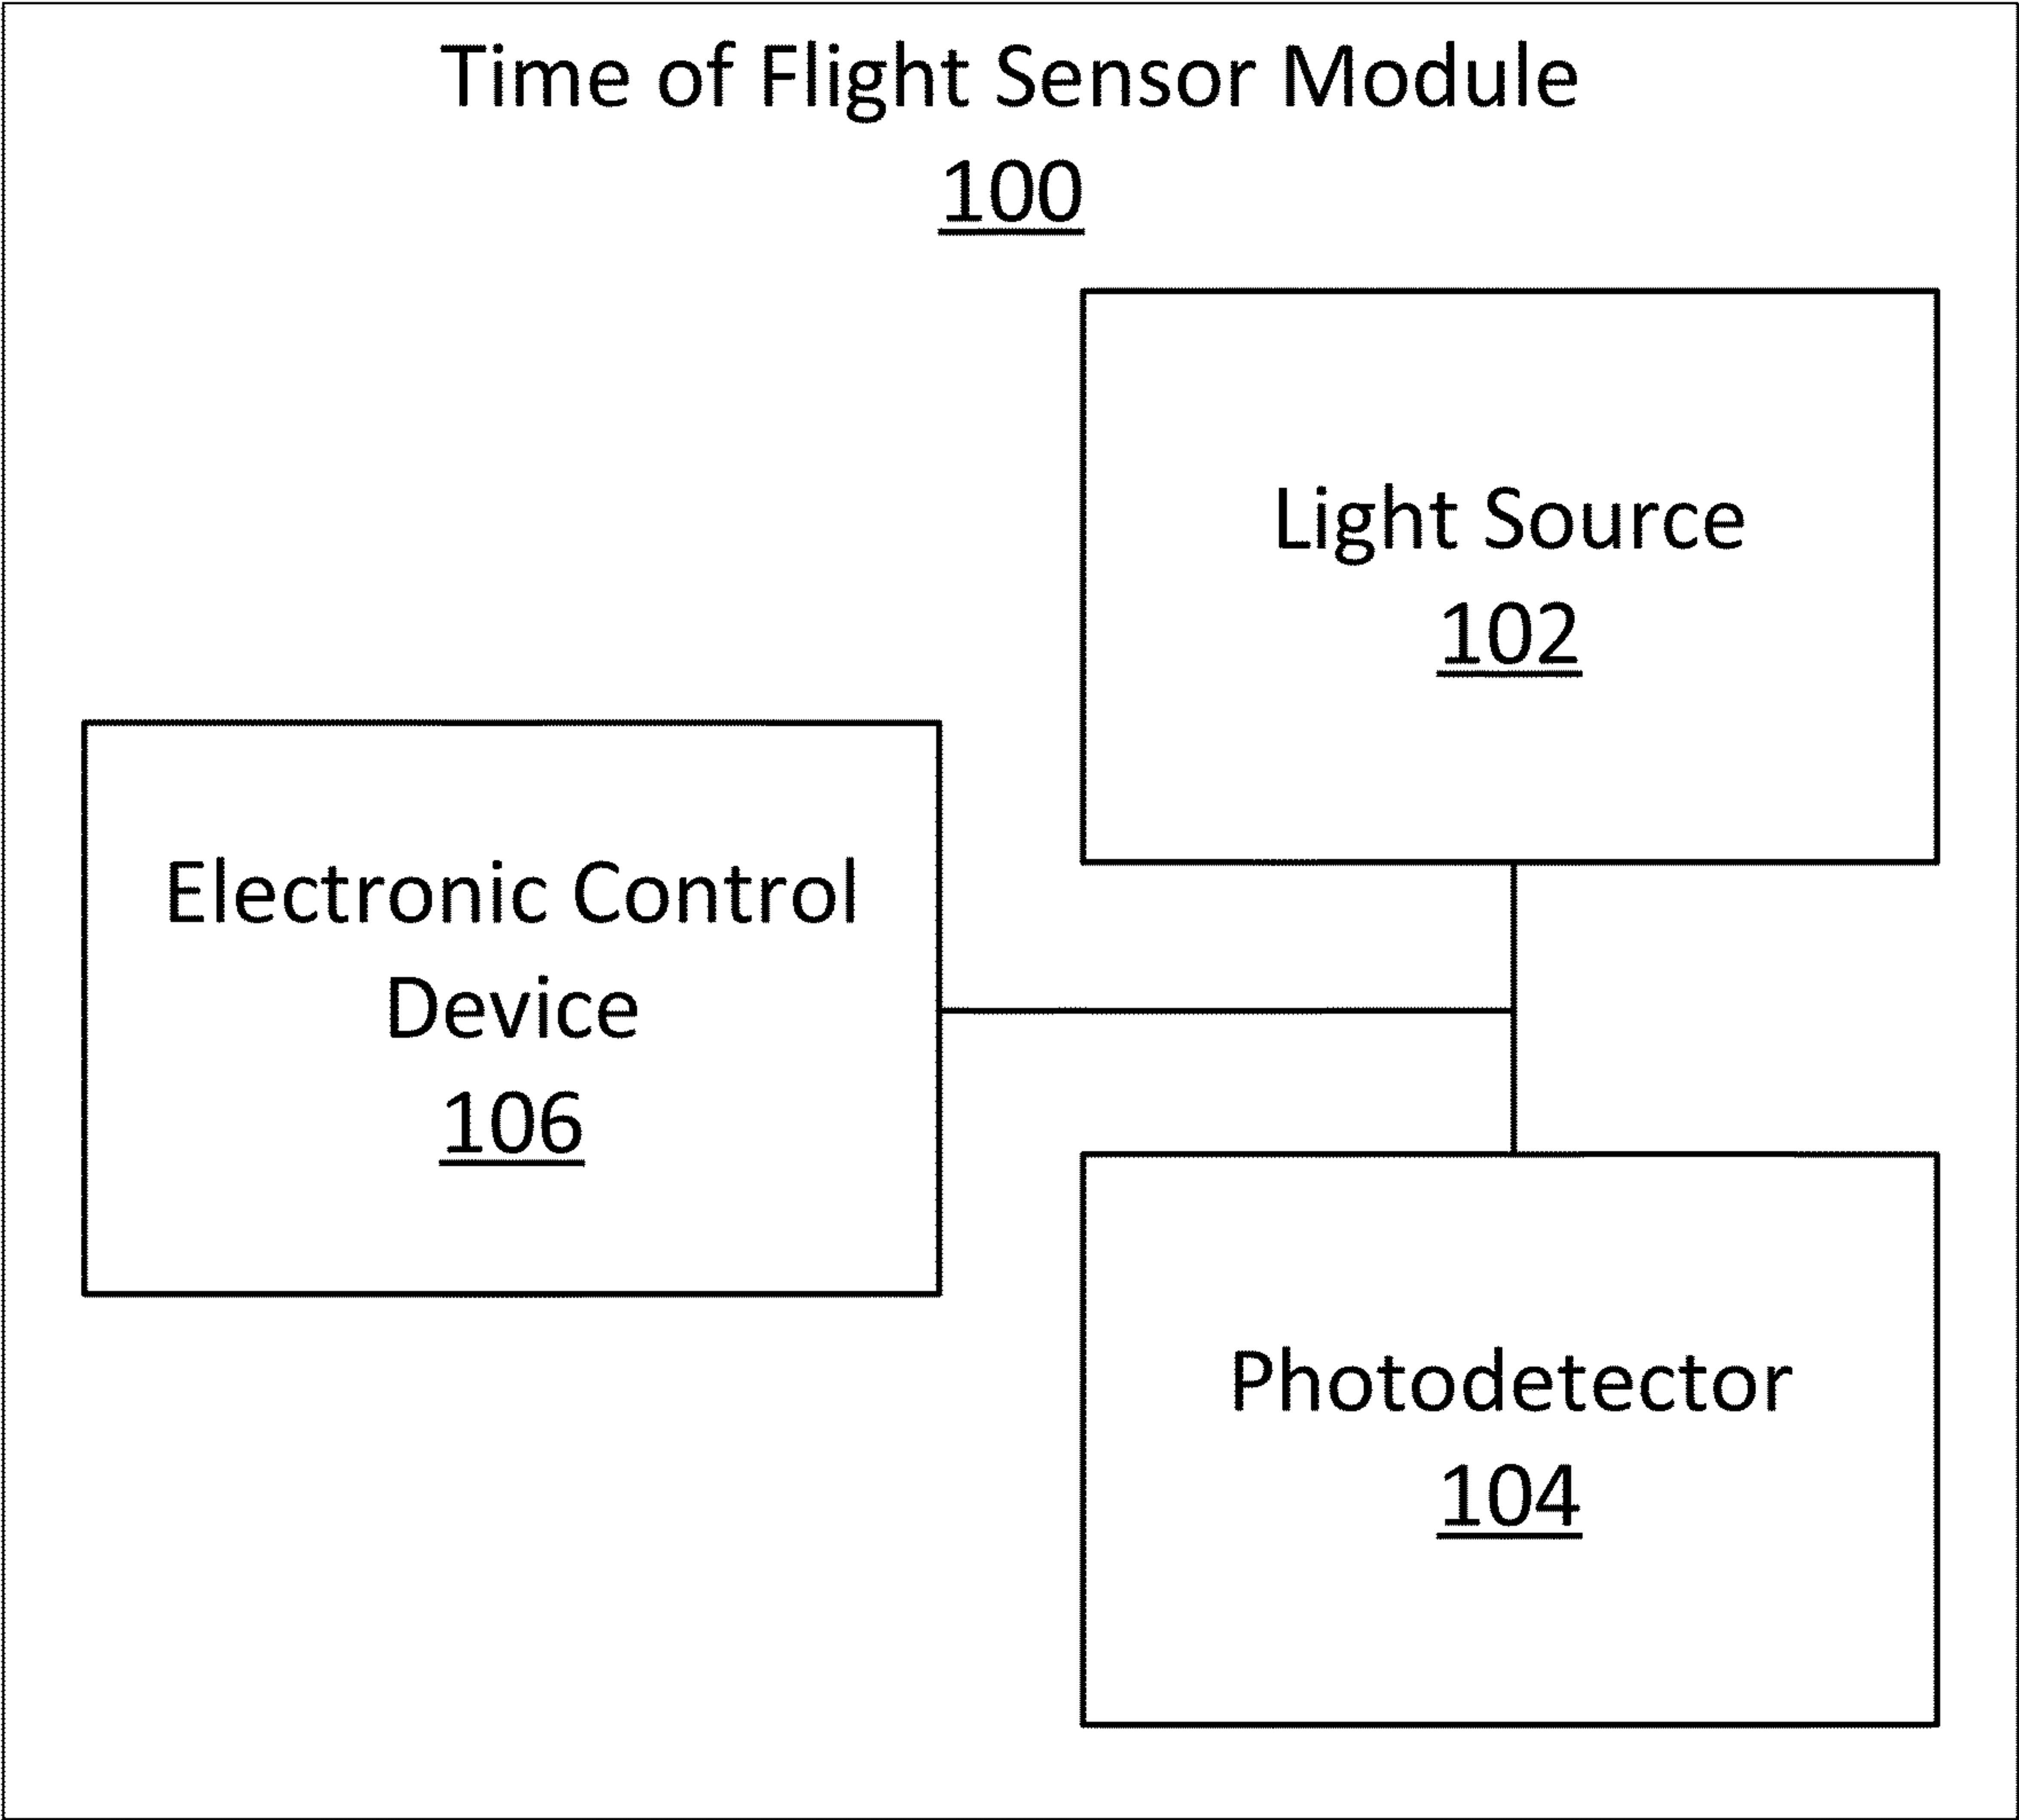 Time of Flight Sensor Module
100
Light Source
102
Electronic Control
Device
106
Photodetector
104